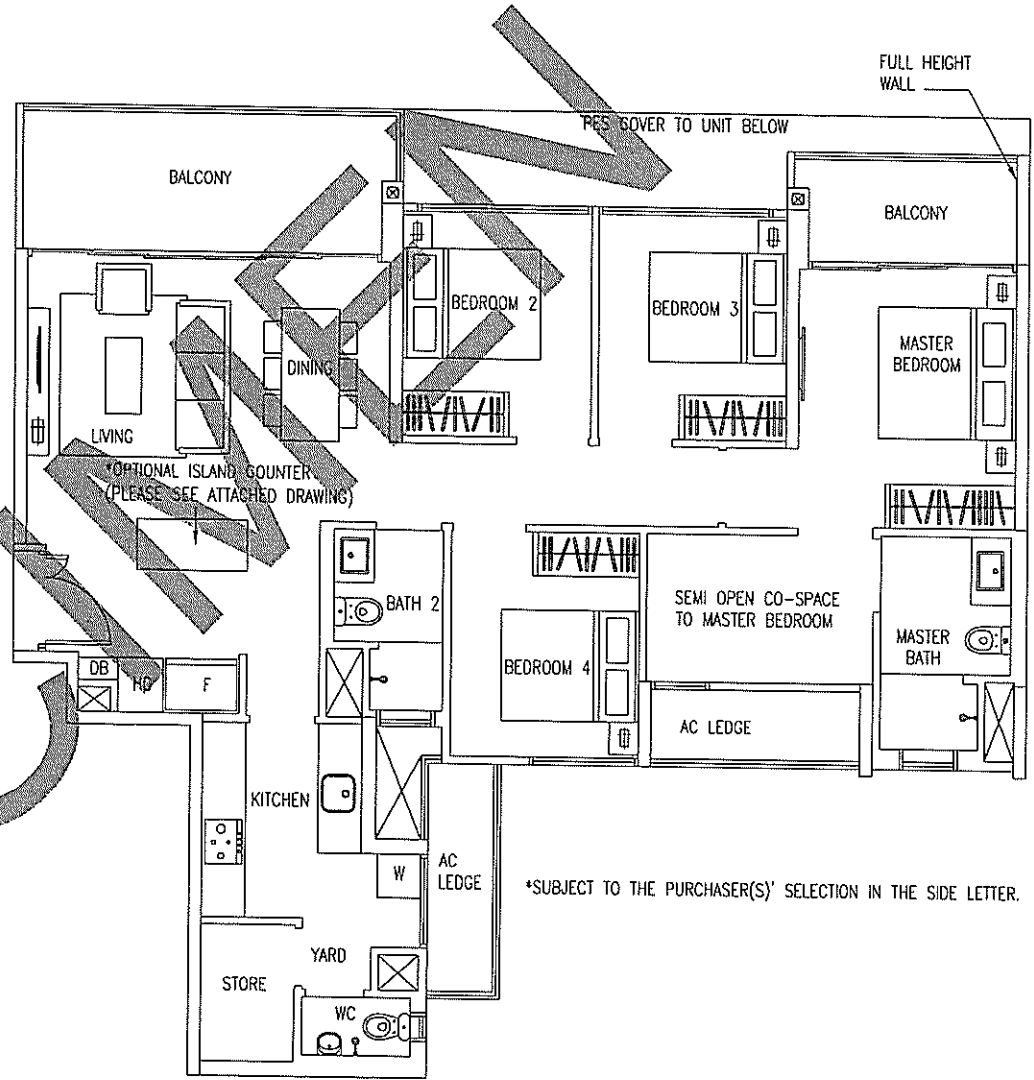 FULL HEIGHT
WALL
PES COVER TO UNIT BELOW
BALCONY
BALCONY
BEDROOM 2
BEDROOM 3
MASTER
BEDROOM
DINING
LIVING
*OPTIONAL ISLAND COUNTER
(PLEASE SEE ATTACHED DRAWING)
BATH 2
SEMI OPEN CO-SPACE
TO MASTER BEDROOM
MASTER
BATH
BEDROOM 4
DB
HD
F
AC LEDGE
KITCHEN
W
AC
LEDGE
*SUBJECT TO THE PURCHASER(S)' SELECTION IN THE SIDE LETTER.
YARD
STORE
WC